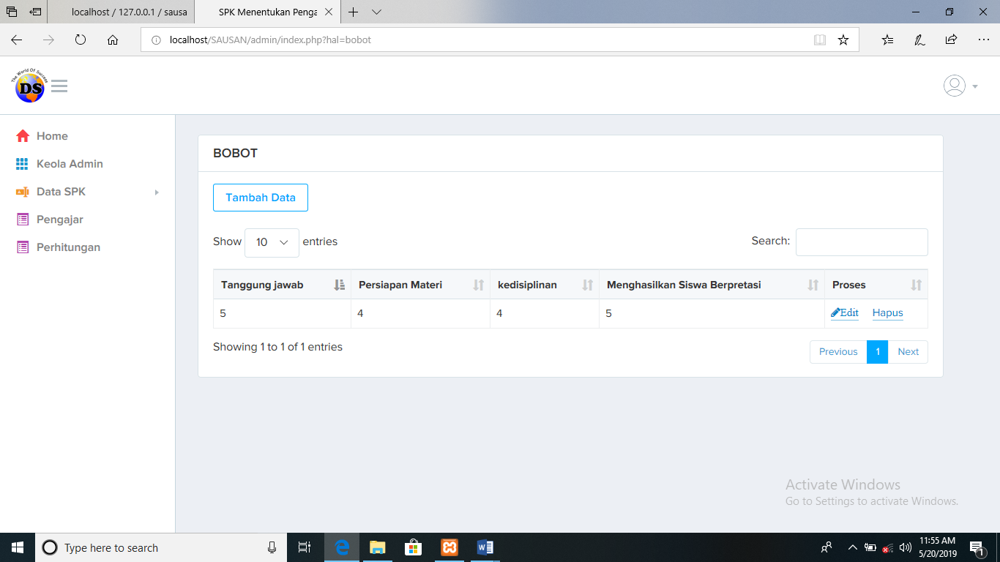 localhost / 127.0.0.1 / sausa
SPK Menentukan Penga
localhost/SAUSAN/admin/index.php?hal=bobot
The World Of Success
DS
Home
Keola Admin
Data SPK
Pengajar
Perhitungan
BOBOT
Tambah Data
Show 10 entries
Search:
Tanggung jawab Persiapan Materi kedisiplinan Menghasilkan Siswa Berpretasi Proses
5 4 4 5 Edit Hapus
Showing 1 to 1 of 1 entries
Previous 1 Next
Activate Windows
Go to Settings to activate Windows.
Type here to search
11:55 AM
5/20/2019
1